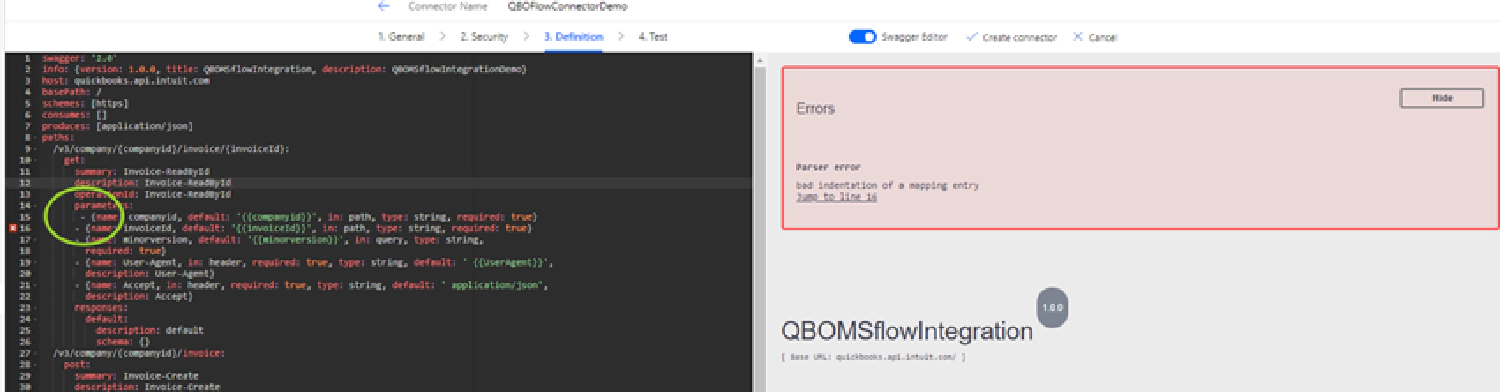 Connector Name QBOFlowConnectorDemo
1. General > 2. Security > 3. Definition > 4. Test
Swagger Editor Create connector Cancel
1 swagger: '2.0'
2 info: {version: 1.0.0, title: QBOMSflowIntegration, description: QBOMSflowIntegrationDemo}
3 host: quickbooks.api.intuit.com
4 basePath: /
5 schemes: [https]
6 consumes: []
7 produces: [application/json]
8 paths:
9 /v3/company/{companyid}/invoice/{invoiceId}:
10 get:
11 summary: Invoice-ReadById
12 description: Invoice-ReadById
13 operationId: Invoice-ReadById
14 parameters:
15 - {name: companyid, default: '{{companyid}}', in: path, type: string, required: true}
16 - {name: invoiceId, default: '{{invoiceId}}', in: path, type: string, required: true}
17 - {name: minorversion, default: '{{minorversion}}', in: query, type: string,
18 required: true}
19 - {name: User-Agent, in: header, required: true, type: string, default: ' {{UserAgent}}',
20 description: User-Agent}
21 - {name: Accept, in: header, required: true, type: string, default: ' application/json',
22 description: Accept}
23 responses:
24 default:
25 description: default
26 schema: {}
27 /v3/company/{companyid}/invoice:
28 post:
29 summary: Invoice-Create
30 description: Invoice-Create
Errors
Hide
Parser error
bad indentation of a mapping entry
Jump to line 16
1.0.0
QBOMSflowIntegration
[ Base URL: quickbooks.api.intuit.com/ ]